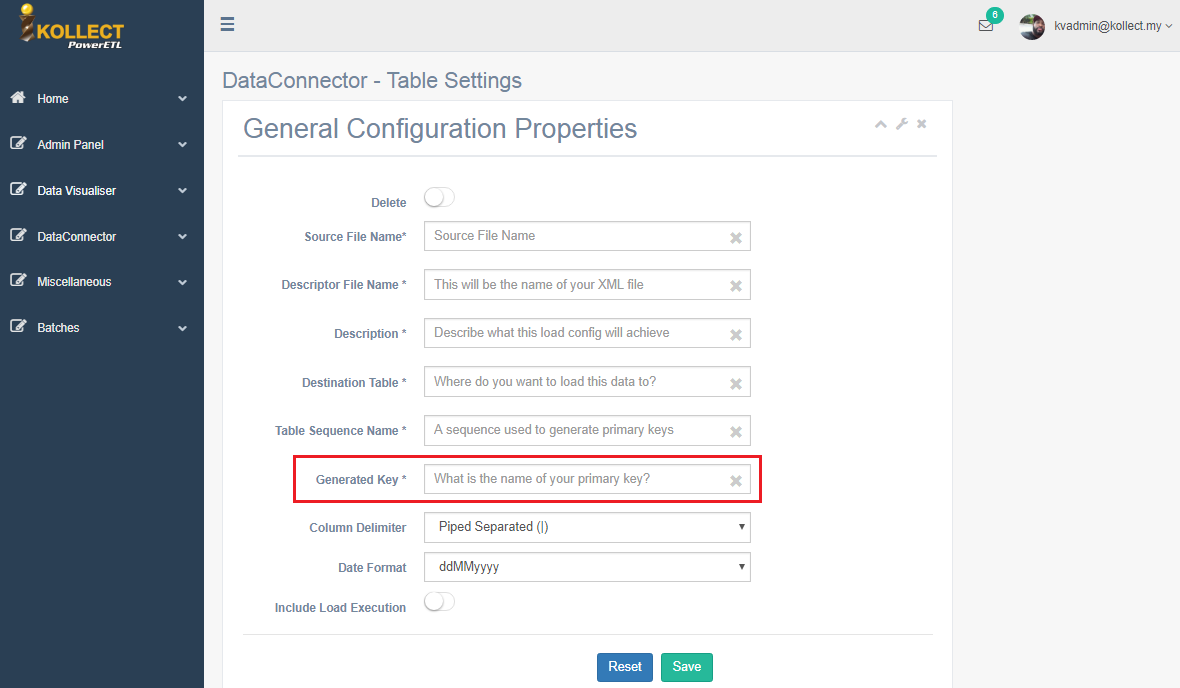 iKOLLECT
PowerETL
6
kvadmin@kollect.my
Home
Admin Panel
Data Visualiser
DataConnector
Miscellaneous
Batches
DataConnector - Table Settings
General Configuration Properties
Delete
Source File Name* Source File Name
Descriptor File Name * This will be the name of your XML file
Description * Describe what this load config will achieve
Destination Table * Where do you want to load this data to?
Table Sequence Name * A sequence used to generate primary keys
Generated Key * What is the name of your primary key?
Column Delimiter Piped Separated (|)
Date Format ddMMyyyy
Include Load Execution
Reset Save